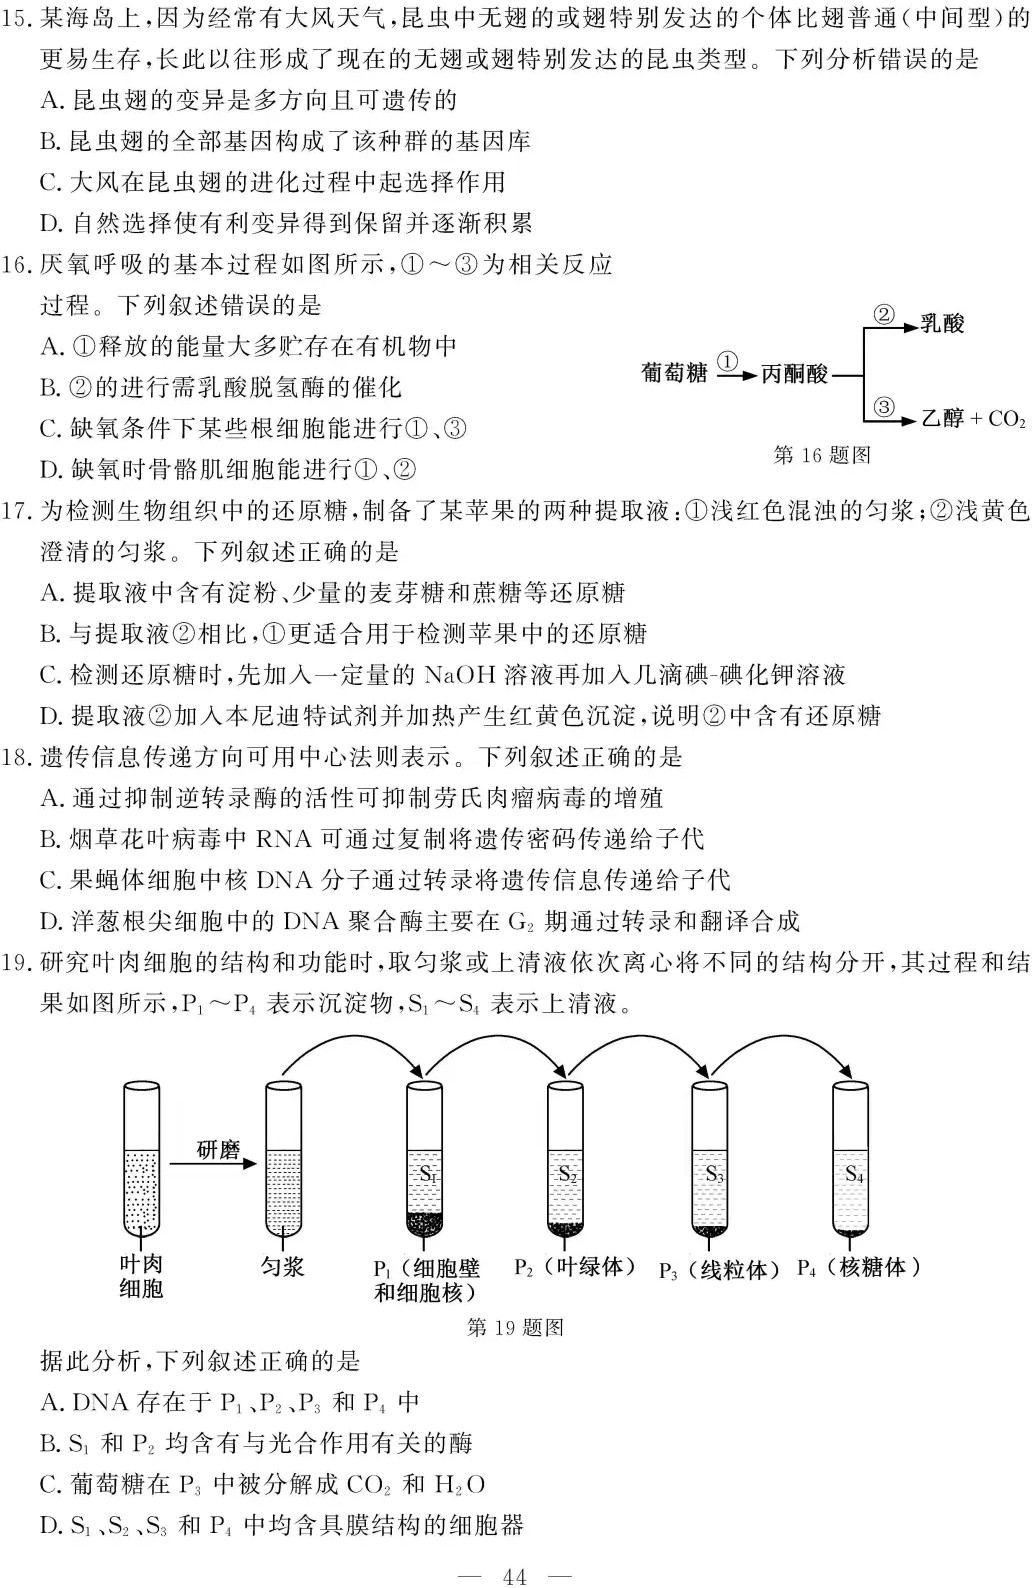 15. 某海岛上,因为经常有大风天气,昆虫中无翅的或翅特别发达的个体比翅普通(中间型)的
更易生存,长此以往形成了现在的无翅或翅特别发达的昆虫类型。下列分析错误的是
A. 昆虫翅的变异是多方向且可遗传的
B. 昆虫翅的全部基因构成了该种群的基因库
C. 大风在昆虫翅的进化过程中起选择作用
D. 自然选择使有利变异得到保留并逐渐积累
16. 厌氧呼吸的基本过程如图所示,①～③为相关反应
过程。下列叙述错误的是
A. ①释放的能量大多贮存在有机物中
B. ②的进行需乳酸脱氢酶的催化
C. 缺氧条件下某些根细胞能进行①、③
D. 缺氧时骨骼肌细胞能进行①、②
葡萄糖 ① 丙酮酸
② 乳酸
③ 乙醇 + CO₂
第 16 题图
17. 为检测生物组织中的还原糖,制备了某苹果的两种提取液:①浅红色混浊的匀浆;②浅黄色
澄清的匀浆。下列叙述正确的是
A. 提取液中含有淀粉、少量的麦芽糖和蔗糖等还原糖
B. 与提取液②相比,①更适合用于检测苹果中的还原糖
C. 检测还原糖时,先加入一定量的 NaOH 溶液再加入几滴碘-碘化钾溶液
D. 提取液②加入本尼迪特试剂并加热产生红黄色沉淀,说明②中含有还原糖
18. 遗传信息传递方向可用中心法则表示。下列叙述正确的是
A. 通过抑制逆转录酶的活性可抑制劳氏肉瘤病毒的增殖
B. 烟草花叶病毒中 RNA 可通过复制将遗传密码传递给子代
C. 果蝇体细胞中核 DNA 分子通过转录将遗传信息传递给子代
D. 洋葱根尖细胞中的 DNA 聚合酶主要在 G₂ 期通过转录和翻译合成
19. 研究叶肉细胞的结构和功能时,取匀浆或上清液依次离心将不同的结构分开,其过程和结
果如图所示,P₁～P₄ 表示沉淀物,S₁～S₄ 表示上清液。
研磨
S₁ S₂ S₃ S₄
叶肉
细胞
匀浆
P₁(细胞壁
和细胞核)
P₂(叶绿体)
P₃(线粒体)
P₄(核糖体)
第 19 题图
据此分析,下列叙述正确的是
A. DNA 存在于 P₁、P₂、P₃ 和 P₄ 中
B. S₁ 和 P₂ 均含有与光合作用有关的酶
C. 葡萄糖在 P₃ 中被分解成 CO₂ 和 H₂O
D. S₁、S₂、S₃ 和 P₄ 中均含具膜结构的细胞器
— 44 —